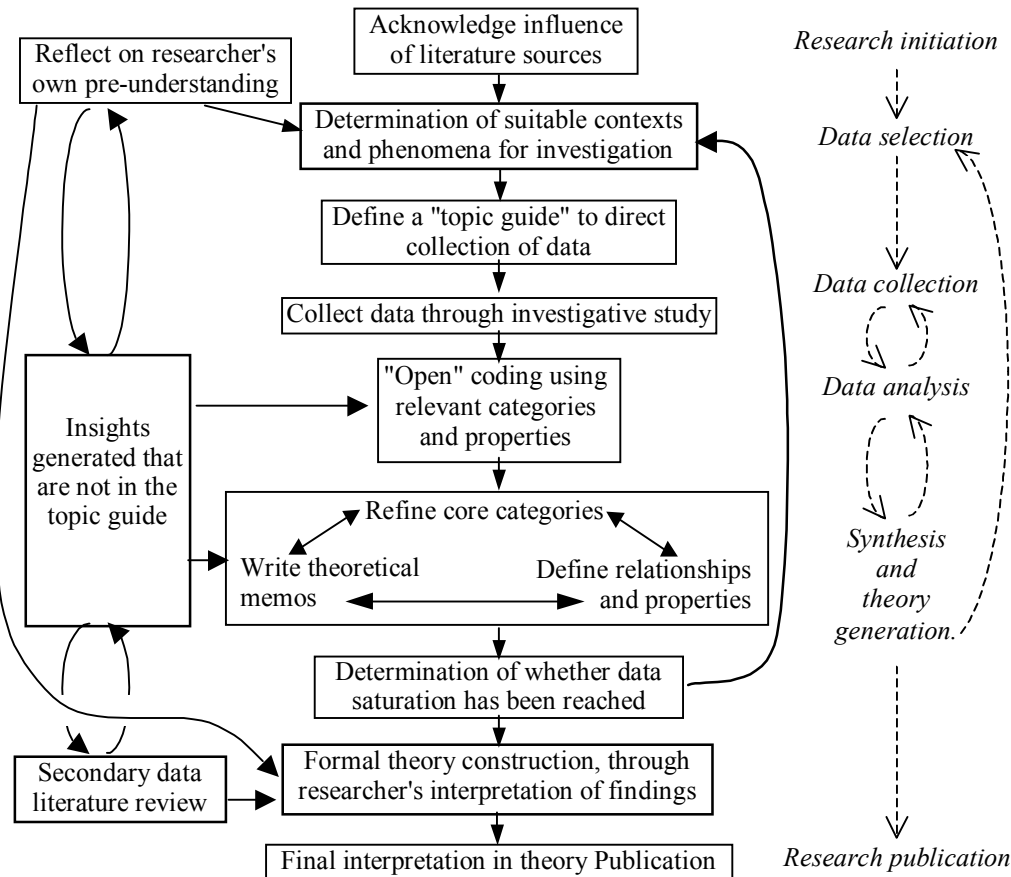 Acknowledge influence
of literature sources
Reflect on researcher's
own pre-understanding
Determination of suitable contexts
and phenomena for investigation
Define a "topic guide" to direct
collection of data
Collect data through investigative study
"Open" coding using
relevant categories
and properties
Insights
generated that
are not in the
topic guide
Refine core categories
Write theoretical
memos
Define relationships
and properties
Determination of whether data
saturation has been reached
Secondary data
literature review
Formal theory construction, through
researcher's interpretation of findings
Final interpretation in theory Publication
Research initiation
Data selection
Data collection
Data analysis
Synthesis
and
theory
generation.
Research publication